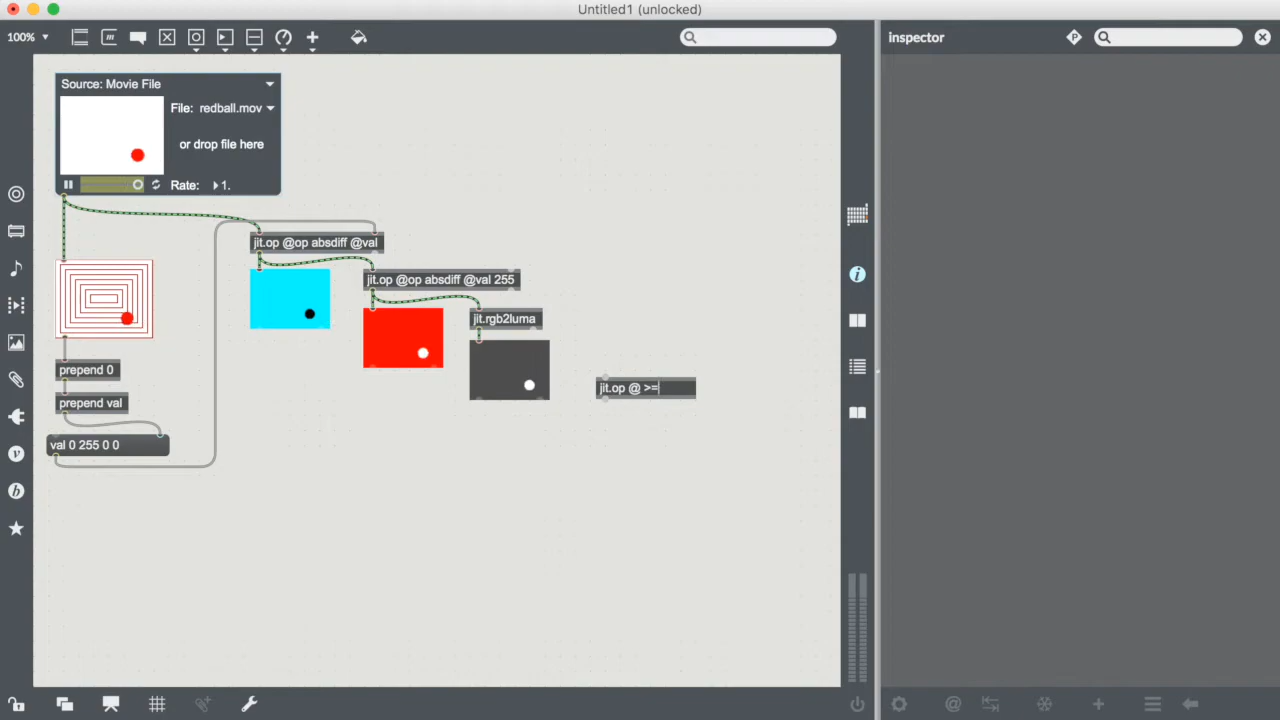 Untitled1 (unlocked)
100%
inspector
Source: Movie File
File: redball.mov
or drop file here
Rate: 1.
jit.op @op absdiff @val
jit.op @op absdiff @val 255
jit.rgb2luma
prepend 0
jit.op @ >=
prepend val
val 0 255 0 0